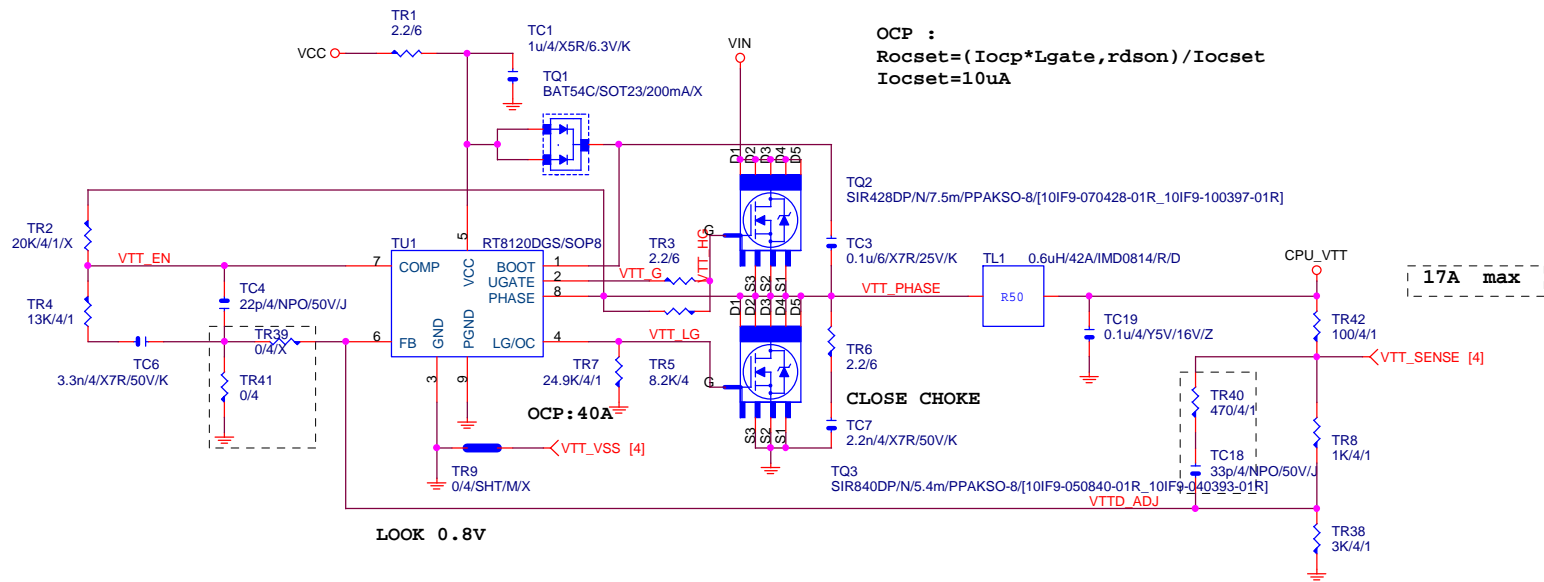 OCP :
Rocset=(Iocp*Lgate,rdson)/Iocset
Iocset=10uA
TR1
2.2/6
VCC
TC1
1u/4/X5R/6.3V/K
TQ1
BAT54C/SOT23/200mA/X
VIN
D1
D2
D3
D4
D5
TQ2
SIR428DP/N/7.5m/PPAKSO-8/[10IF9-070428-01R_10IF9-100397-01R]
G
S3
S2
S1
TR2
20K/4/1/X
VTT_EN
TR4
13K/4/1
TC4
22p/4/NPO/50V/J
TC6
3.3n/4/X7R/50V/K
TR39
0/4/X
TR41
0/4
TU1
RT8120DGS/SOP8
5
VCC
7
COMP
BOOT
1
UGATE
2
PHASE
8
6
FB
GND
PGND
LG/OC
4
3
9
VTT_G
TR3
2.2/6
VTT_HG
VTT_LG
TR7
24.9K/4/1
TR5
8.2K/4
OCP:40A
TC3
0.1u/6/X7R/25V/K
VTT_PHASE
TL1
0.6uH/42A/IMD0814/R/D
R50
CPU_VTT
17A max
TC19
0.1u/4/Y5V/16V/Z
TR42
100/4/1
VTT_SENSE [4]
D1
D2
D3
D4
D5
G
S3
S2
S1
TR6
2.2/6
CLOSE CHOKE
TC7
2.2n/4/X7R/50V/K
TQ3
SIR840DP/N/5.4m/PPAKSO-8/[10IF9-050840-01R_10IF9-040393-01R]
TR40
470/4/1
TC18
33p/4/NPO/50V/J
TR8
1K/4/1
VTT_VSS [4]
TR9
0/4/SHT/M/X
VTTD_ADJ
LOOK 0.8V
TR38
3K/4/1